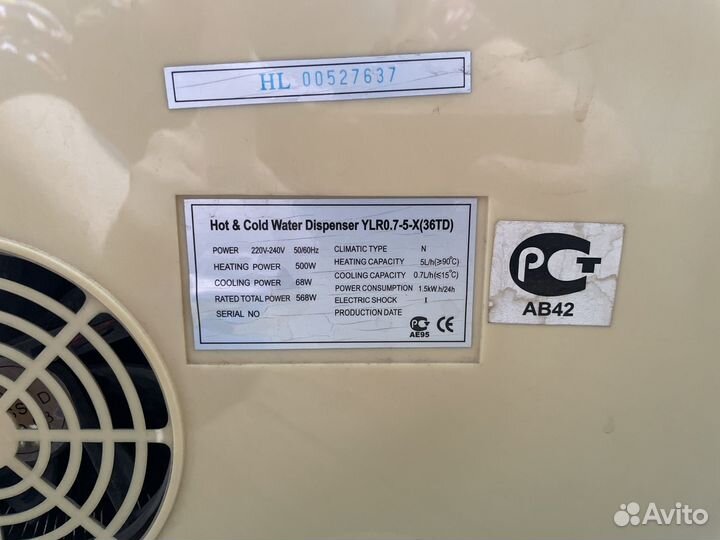 HL 00527637
Hot & Cold Water Dispenser YLR0.7-5-X(36TD)
POWER 220V-240V 50/60Hz CLIMATIC TYPE N
HEATING POWER 500W HEATING CAPACITY 5L/h(≥90℃)
COOLING POWER 68W COOLING CAPACITY 0.7L/h(≤15℃)
RATED TOTAL POWER 568W POWER CONSUMPTION 1.5kW.h/24h
ELECTRIC SHOCK I
SERIAL NO PRODUCTION DATE
РСТ CE
AE95
РСТ
AB42
Avito